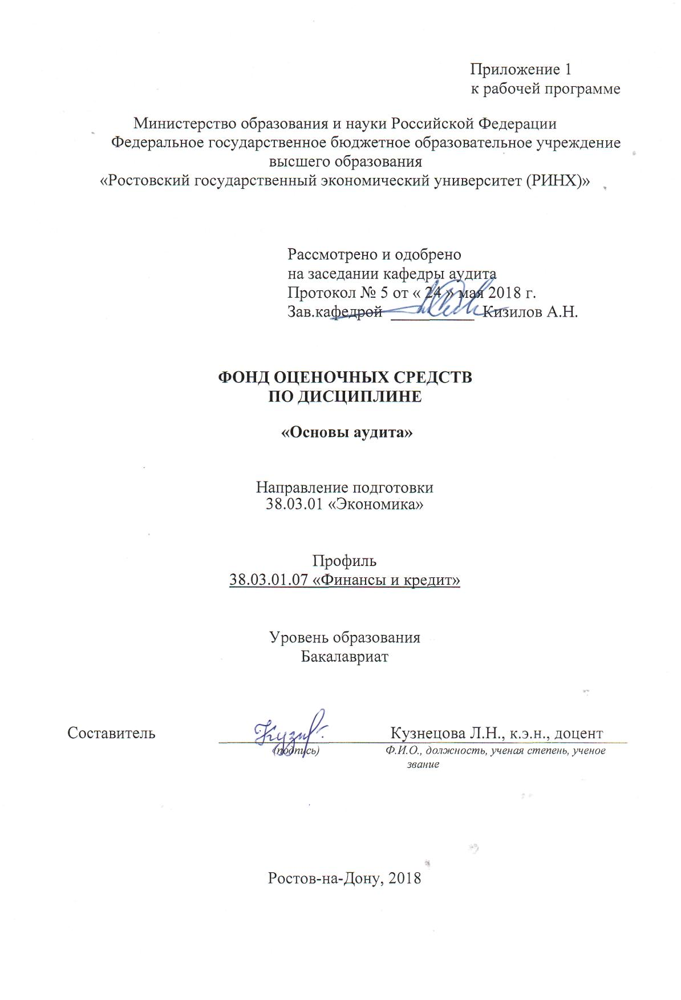 Приложение 1
к рабочей программе
Министерство образования и науки Российской Федерации
Федеральное государственное бюджетное образовательное учреждение
высшего образования
«Ростовский государственный экономический университет (РИНХ)»
Рассмотрено и одобрено
на заседании кафедры аудита
Протокол № 5 от « 24 » мая 2018 г.
Зав.кафедрой __________ Кизилов А.Н.
ФОНД ОЦЕНОЧНЫХ СРЕДСТВ
ПО ДИСЦИПЛИНЕ
«Основы аудита»
Направление подготовки
38.03.01 «Экономика»
Профиль
38.03.01.07 «Финансы и кредит»
Уровень образования
Бакалавриат
Составитель Кузнецова Л.Н., к.э.н., доцент
(подпись) Ф.И.О., должность, ученая степень, ученое
звание
Ростов-на-Дону, 2018